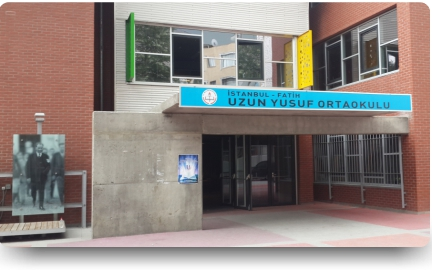 İSTANBUL - FATİH
UZUN YUSUF ORTAOKULU